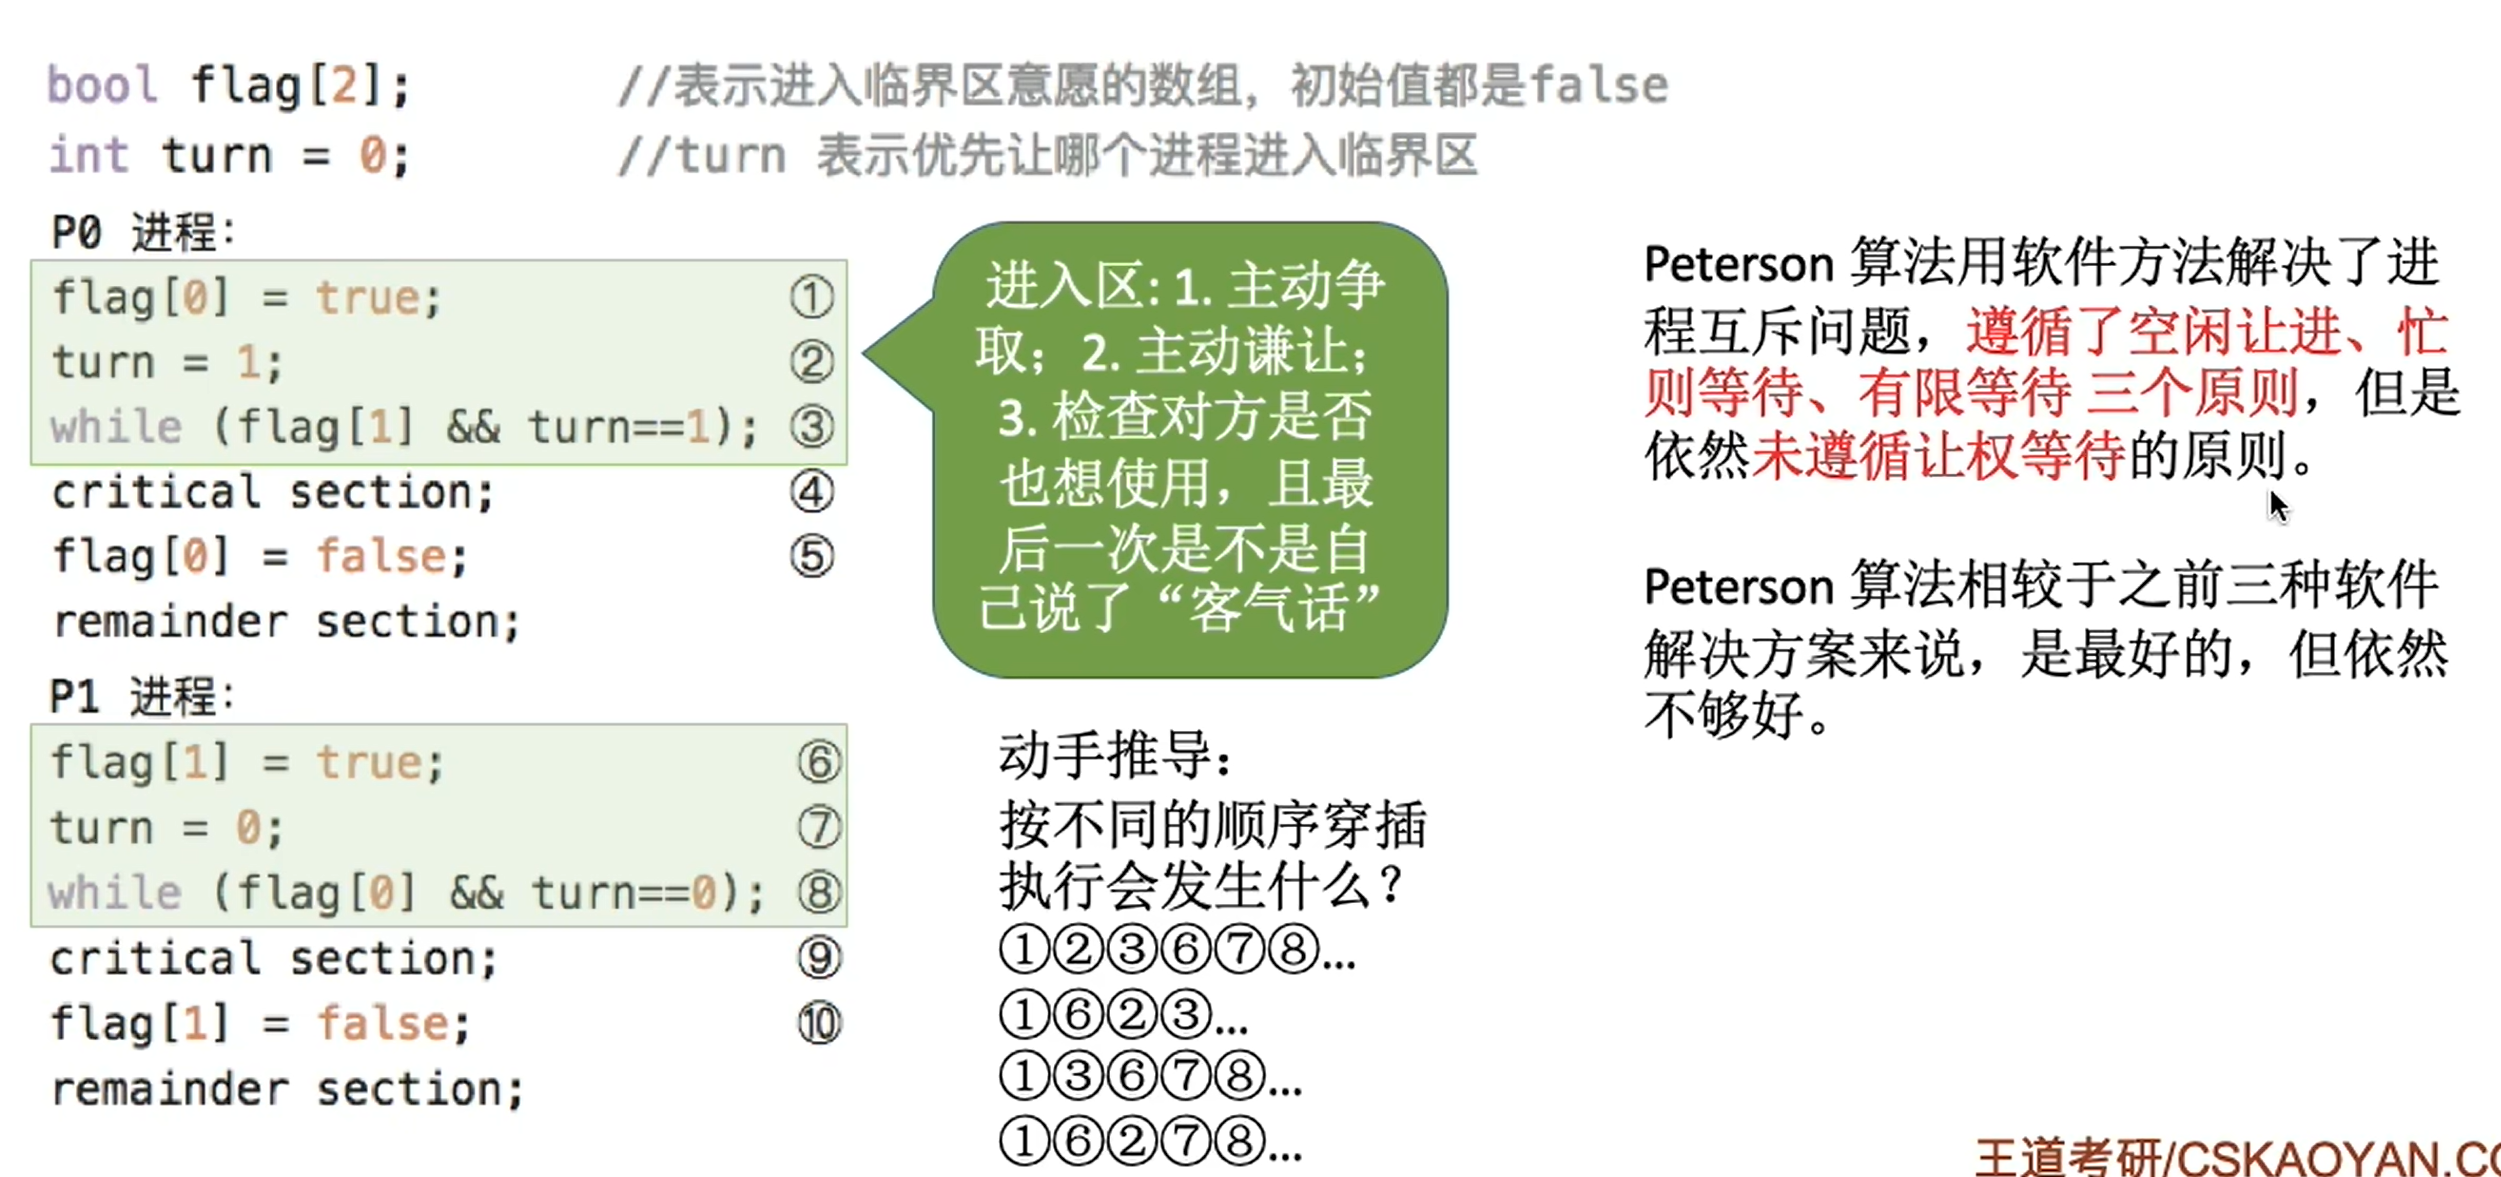 bool flag[2]; //表示进入临界区意愿的数组，初始值都是false
int turn = 0; //turn 表示优先让哪个进程进入临界区
P0 进程：
flag[0] = true; ①
turn = 1; ②
while (flag[1] && turn==1); ③
critical section; ④
flag[0] = false; ⑤
remainder section;
P1 进程：
flag[1] = true; ⑥
turn = 0; ⑦
while (flag[0] && turn==0); ⑧
critical section; ⑨
flag[1] = false; ⑩
remainder section;
进入区: 1. 主动争
取；2. 主动谦让；
3. 检查对方是否
也想使用，且最
后一次是不是自
己说了“客气话”
动手推导：
按不同的顺序穿插
执行会发生什么？
①②③⑥⑦⑧...
①⑥②③...
①③⑥⑦⑧...
①⑥②⑦⑧...
Peterson 算法用软件方法解决了进
程互斥问题，遵循了空闲让进、忙
则等待、有限等待 三个原则，但是
依然未遵循让权等待的原则。
Peterson 算法相较于之前三种软件
解决方案来说，是最好的，但依然
不够好。
王道考研/CSKAOYAN.CO